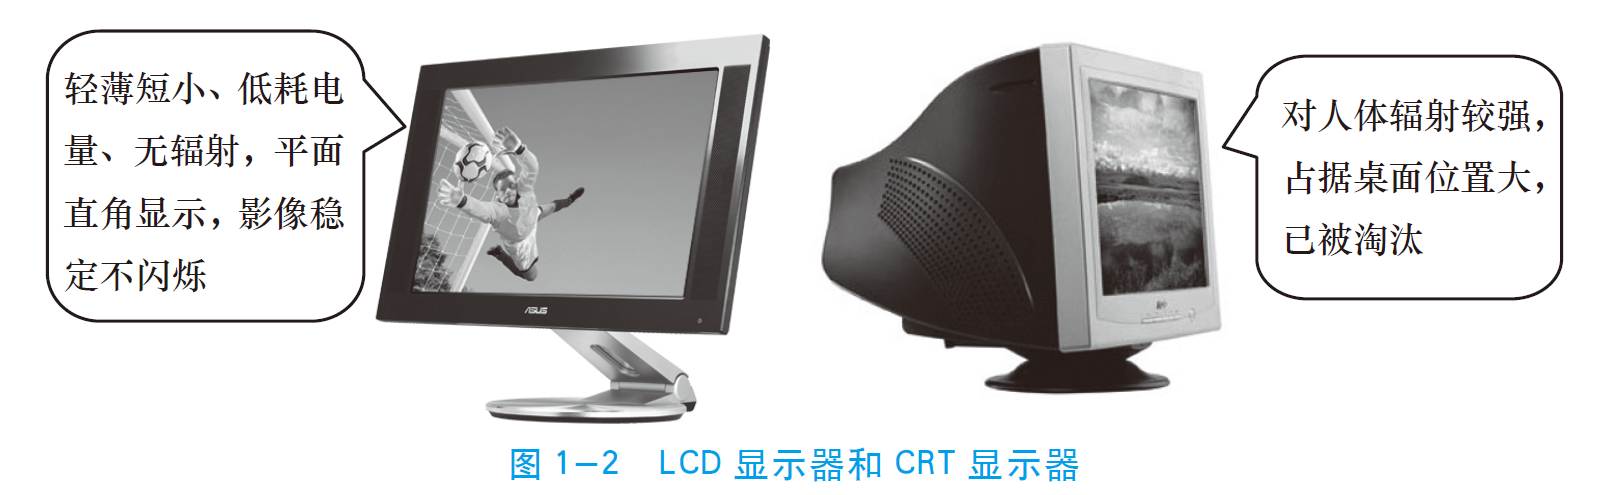 轻薄短小、低耗电
量、无辐射，平面
直角显示，影像稳
定不闪烁
ASUS
对人体辐射较强，
占据桌面位置大，
已被淘汰
图 1-2 LCD 显示器和 CRT 显示器